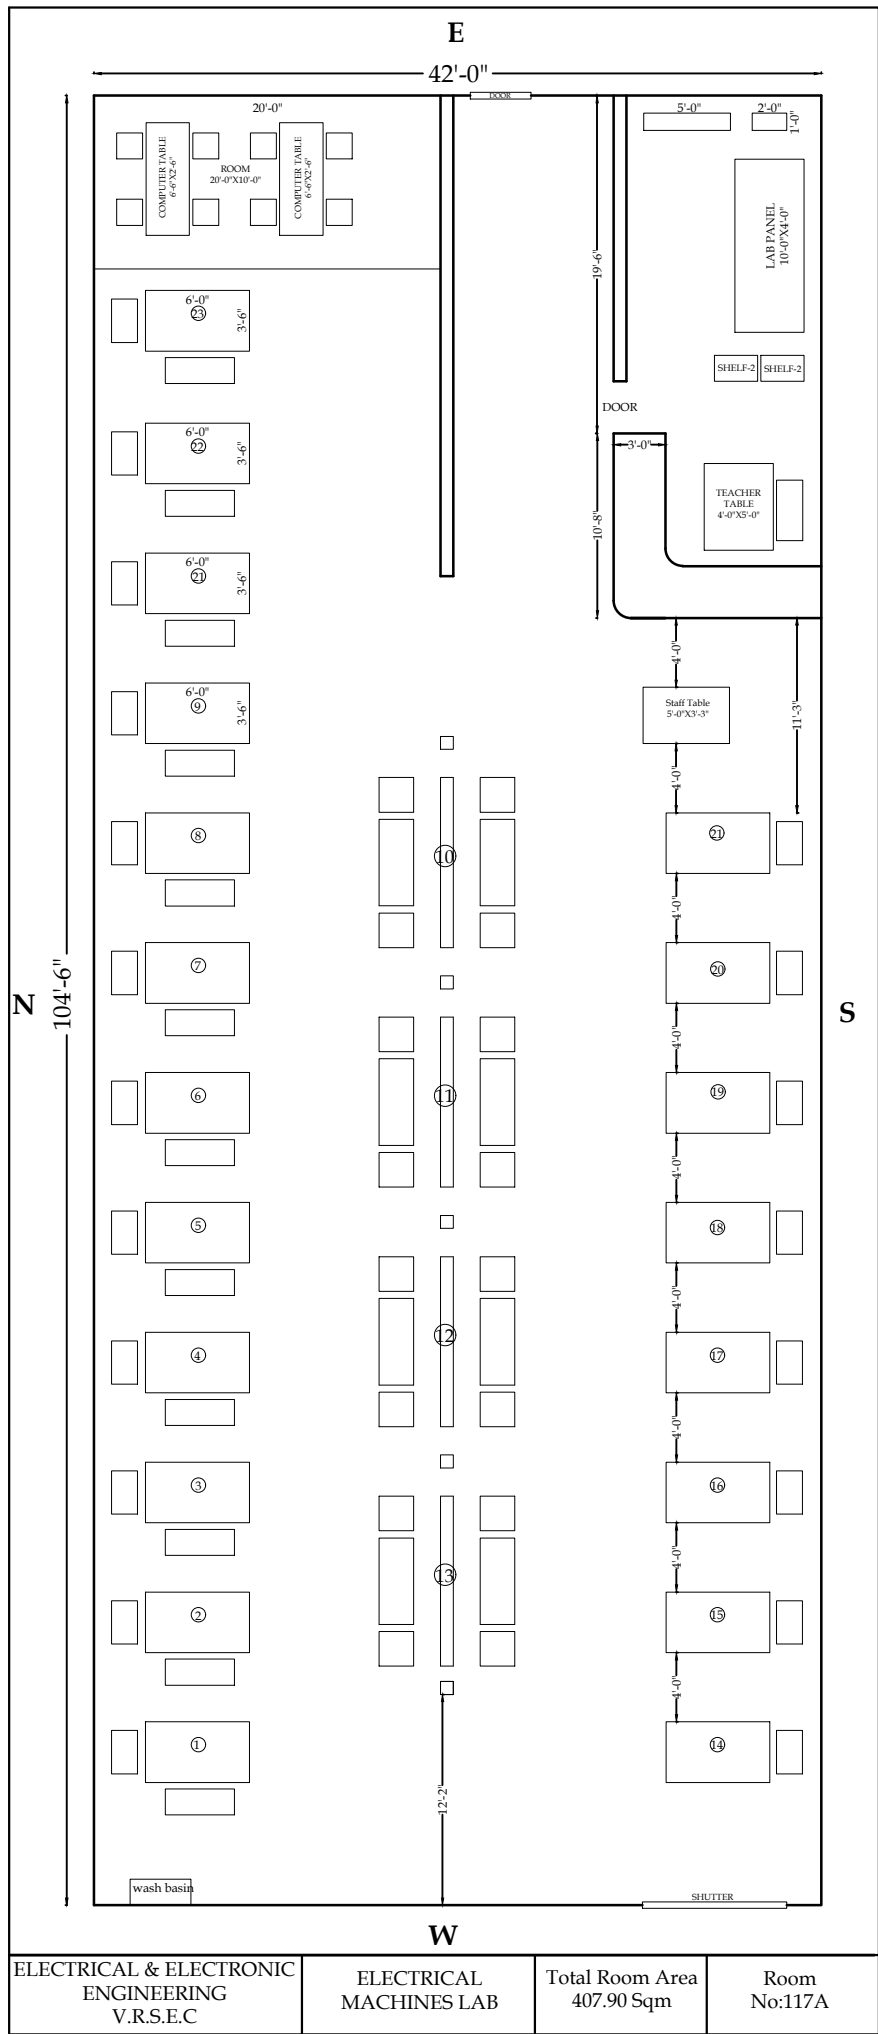 E
42'-0"
DOOR
20'-0"
5'-0"
2'-0"
1'-0"
COMPUTER TABLE
6'-6"X2'-6"
ROOM
20'-0"X10'-0"
COMPUTER TABLE
6'-6"X2'-6"
LAB PANEL
10'-0"X4'-0"
19'-6"
6'-0"
23
3'-6"
SHELF-2
SHELF-2
DOOR
6'-0"
22
3'-6"
3'-0"
10'-8"
TEACHER
TABLE
4'-0"X5'-0"
6'-0"
21
3'-6"
4'-0"
6'-0"
9
3'-6"
Staff Table
5'-0"X3'-3"
11'-3"
4'-0"
8
10
21
4'-0"
7
20
N
104'-6"
S
4'-0"
6
11
19
4'-0"
5
18
4'-0"
4
12
17
4'-0"
3
16
4'-0"
2
13
15
4'-0"
1
14
12'-2"
wash basin
SHUTTER
W
ELECTRICAL & ELECTRONIC
ENGINEERING
V.R.S.E.C
ELECTRICAL
MACHINES LAB
Total Room Area
407.90 Sqm
Room
No:117A